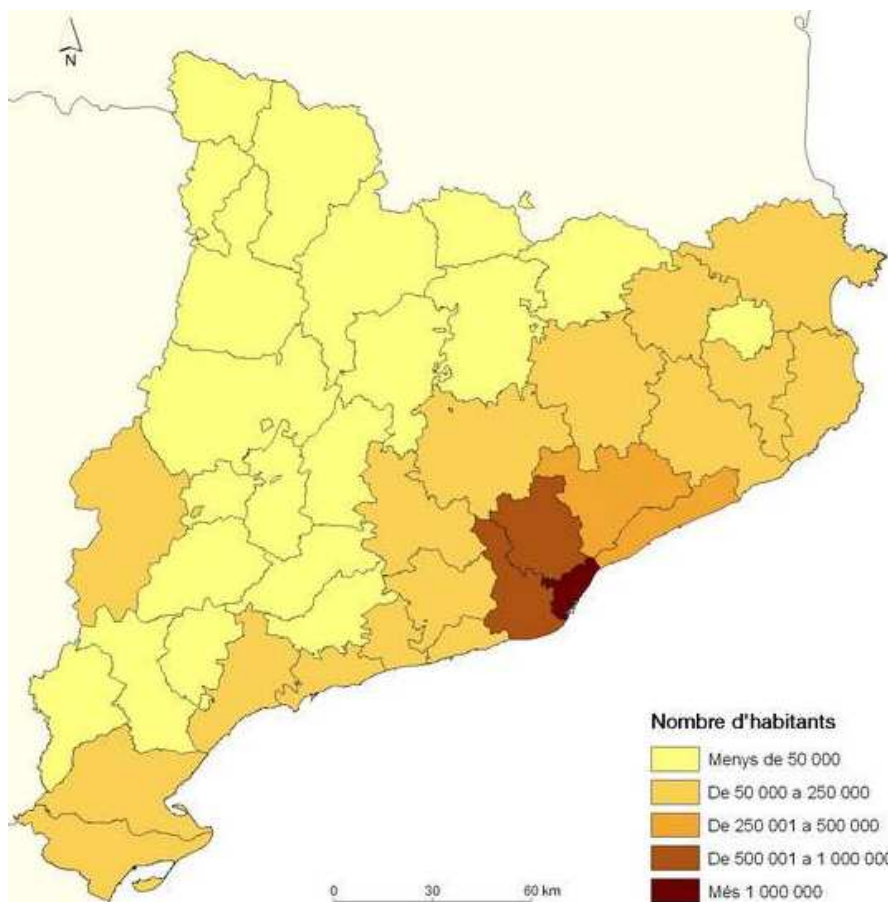 N
Nombre d'habitants
Menys de 50 000
De 50 000 a 250 000
De 250 001 a 500 000
De 500 001 a 1 000 000
Més 1 000 000
0 30 60 km